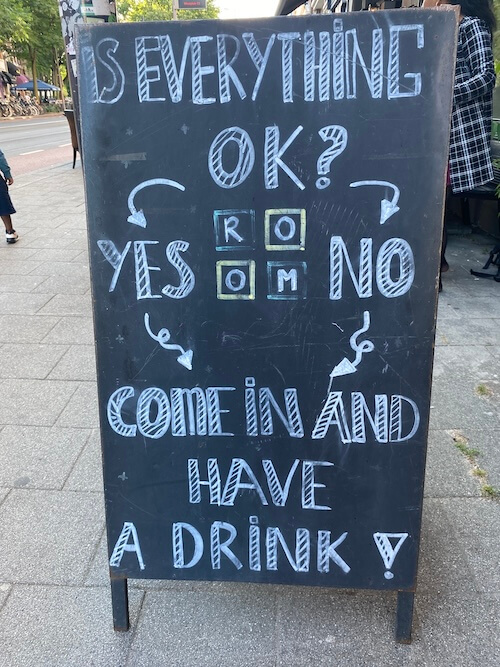 IS EVERYTHING
OK?
R O
YES NO
O M
COME IN AND
HAVE
A DRINK!